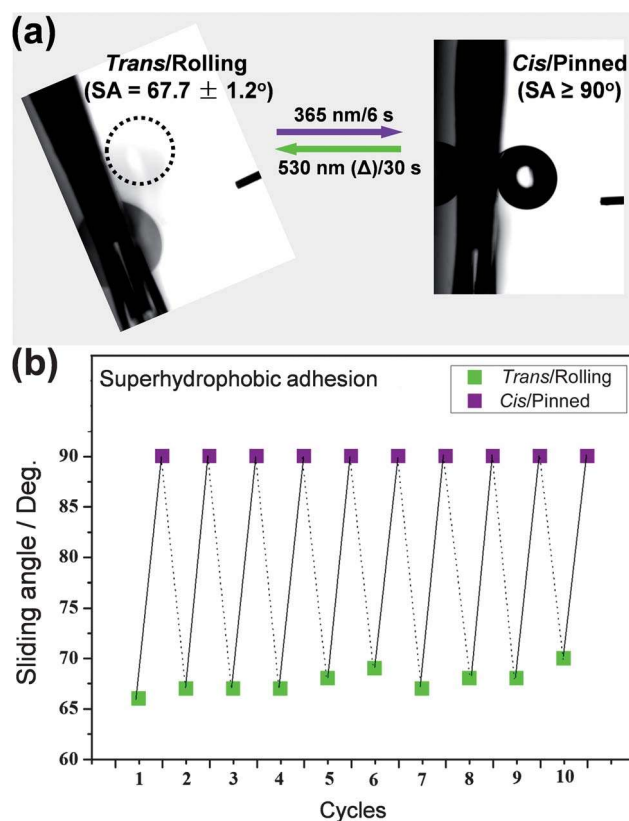 (a)
Trans/Rolling
(SA = 67.7 ± 1.2°)
365 nm/6 s
530 nm (Δ)/30 s
Cis/Pinned
(SA ≥ 90°)
(b)
Superhydrophobic adhesion
Trans/Rolling
Cis/Pinned
Sliding angle / Deg.
90
85
80
75
70
65
60
1 2 3 4 5 6 7 8 9 10
Cycles